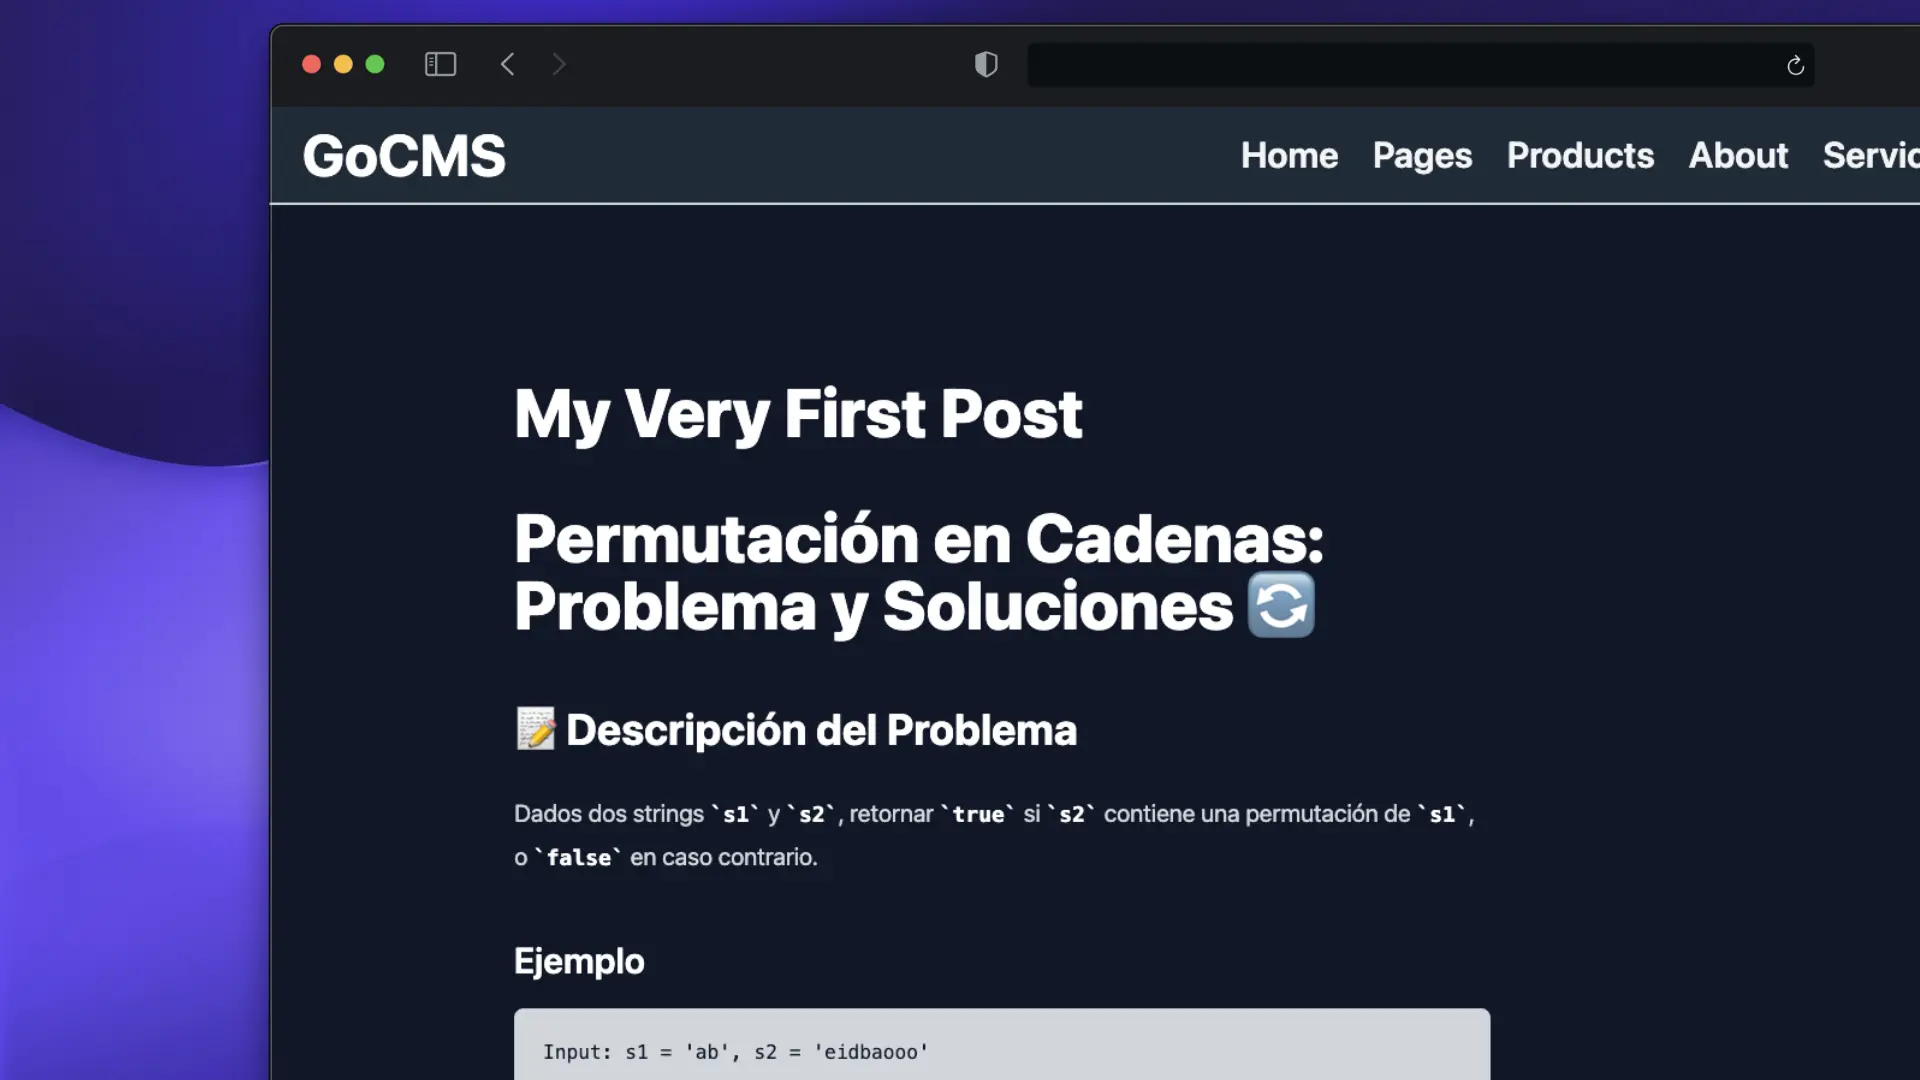 GoCMS
Home Pages Products About
My Very First Post
Permutación en Cadenas:
Problema y Soluciones 🔄
📝 Descripción del Problema
Dados dos strings `s1` y `s2`, retornar `true` si `s2` contiene una permutación de `s1`,
o `false` en caso contrario.
Ejemplo
Input: s1 = 'ab', s2 = 'eidbaooo'